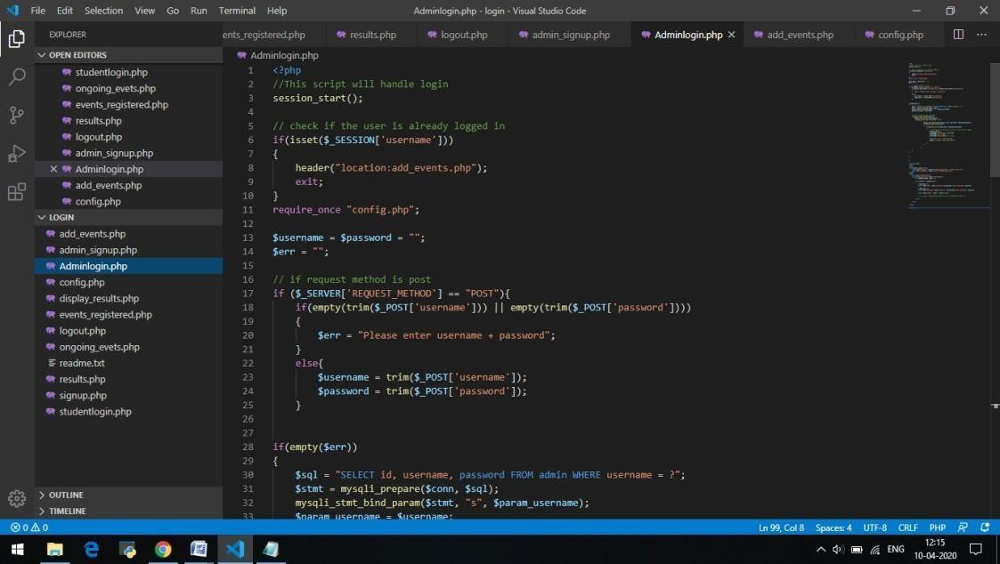 File Edit Selection View Go Run Terminal Help Adminlogin.php - login - Visual Studio Code
EXPLORER
ents_registered.php results.php logout.php admin_signup.php Adminlogin.php add_events.php config.php
OPEN EDITORS
studentlogin.php
ongoing_evets.php
events_registered.php
results.php
logout.php
admin_signup.php
Adminlogin.php
add_events.php
config.php
LOGIN
add_events.php
admin_signup.php
Adminlogin.php
config.php
display_results.php
events_registered.php
logout.php
ongoing_evets.php
readme.txt
results.php
signup.php
studentlogin.php
OUTLINE
TIMELINE
Adminlogin.php
1 <?php
2 //This script will handle login
3 session_start();
4
5 // check if the user is already logged in
6 if(isset($_SESSION['username']))
7 {
8 header("location:add_events.php");
9 exit;
10 }
11 require_once "config.php";
12
13 $username = $password = "";
14 $err = "";
15
16 // if request method is post
17 if ($_SERVER['REQUEST_METHOD'] == "POST"){
18 if(empty(trim($_POST['username'])) || empty(trim($_POST['password'])))
19 {
20 $err = "Please enter username + password";
21 }
22 else{
23 $username = trim($_POST['username']);
24 $password = trim($_POST['password']);
25 }
26
27
28 if(empty($err))
29 {
30 $sql = "SELECT id, username, password FROM admin WHERE username = ?";
31 $stmt = mysqli_prepare($conn, $sql);
32 mysqli_stmt_bind_param($stmt, "s", $param_username);
33 $param_username = $username;
0 0 Ln 99, Col 8 Spaces: 4 UTF-8 CRLF PHP
ENG 12:15
10-04-2020